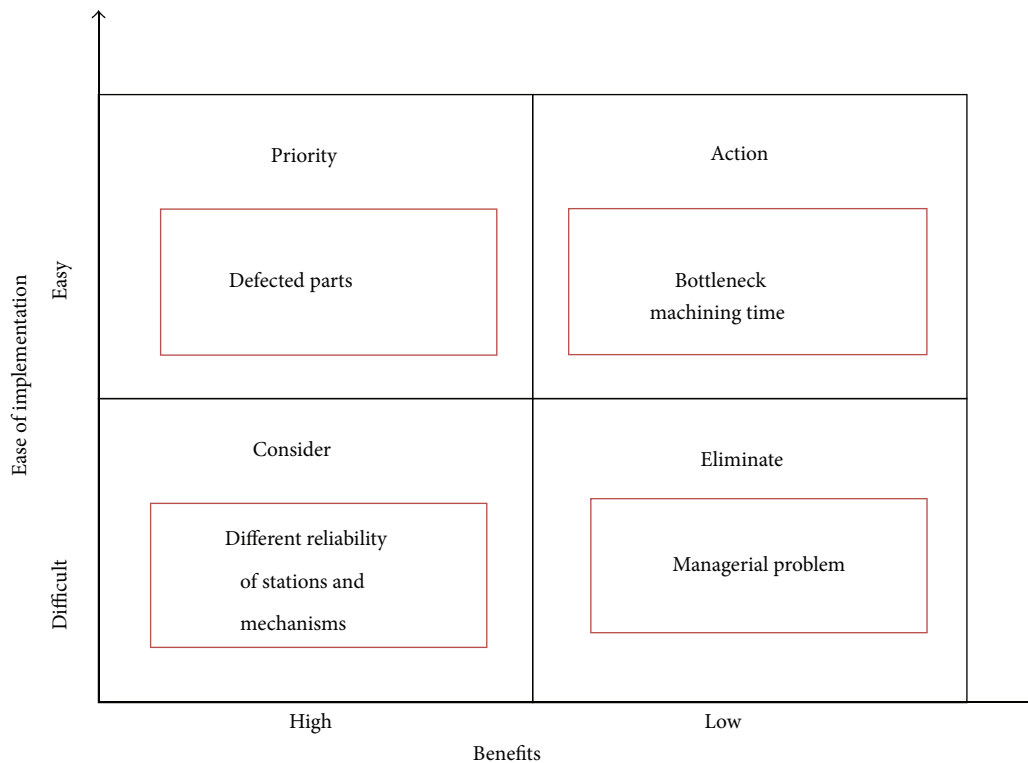 Priority
Action
Defected parts
Bottleneck
machining time
Ease of implementation
Easy
Consider
Eliminate
Different reliability
of stations and
mechanisms
Managerial problem
Difficult
High
Low
Benefits